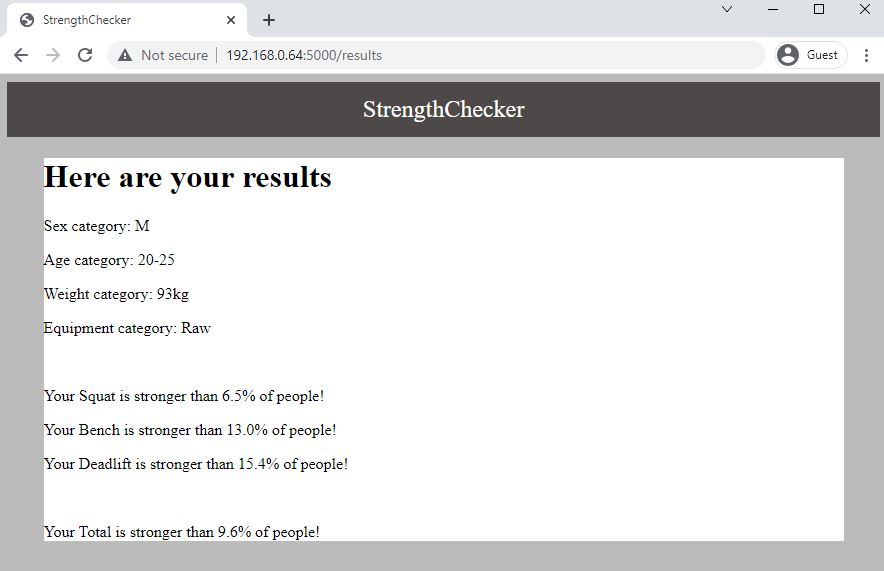 StrengthChecker
Not secure
192.168.0.64:5000/results
Guest
StrengthChecker
Here are your results
Sex category: M
Age category: 20-25
Weight category: 93kg
Equipment category: Raw
Your Squat is stronger than 6.5% of people!
Your Bench is stronger than 13.0% of people!
Your Deadlift is stronger than 15.4% of people!
Your Total is stronger than 9.6% of people!